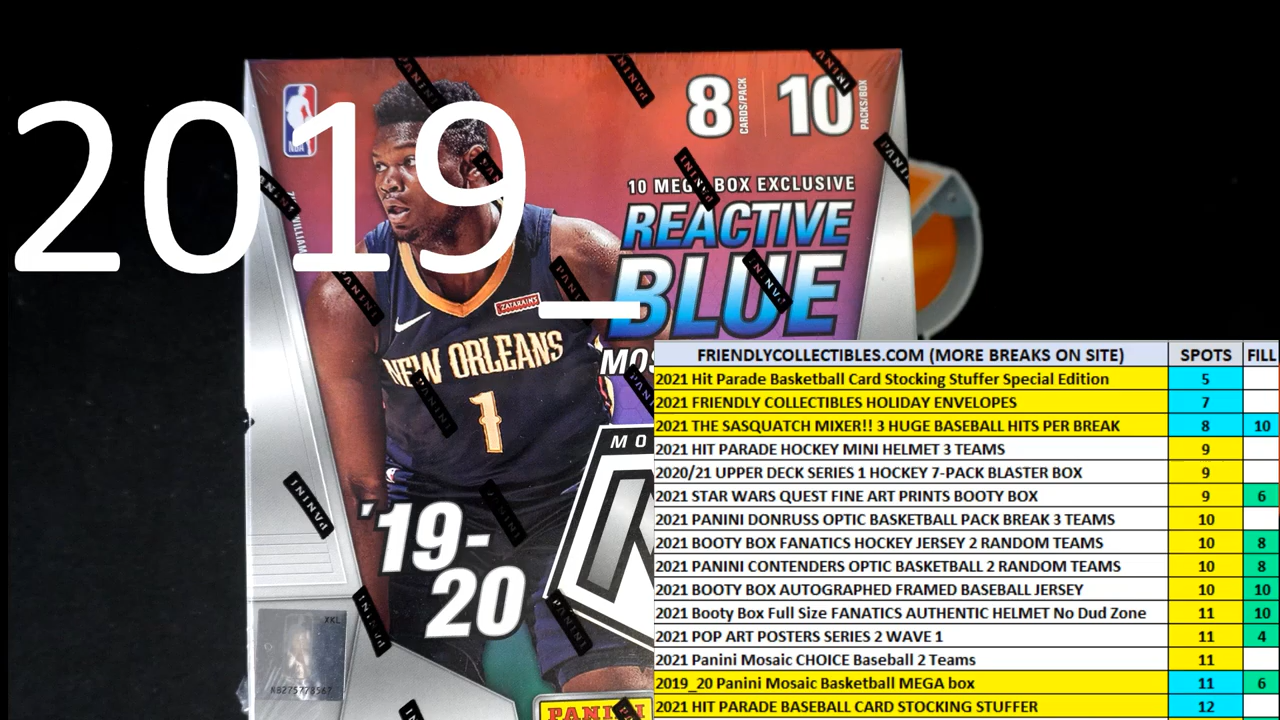 2019_
NBA
8 CARDS/PACK
10 PACKS/BOX
10 MEGA BOX EXCLUSIVE
REACTIVE
BLUE
ZATARAIN'S
NEW ORLEANS
1
'19-
20
XKL
PANINI
FRIENDLYCOLLECTIBLES.COM (MORE BREAKS ON SITE) SPOTS FILL
2021 Hit Parade Basketball Card Stocking Stuffer Special Edition 5
2021 FRIENDLY COLLECTIBLES HOLIDAY ENVELOPES 7
2021 THE SASQUATCH MIXER!! 3 HUGE BASEBALL HITS PER BREAK 8 10
2021 HIT PARADE HOCKEY MINI HELMET 3 TEAMS 9
2020/21 UPPER DECK SERIES 1 HOCKEY 7-PACK BLASTER BOX 9
2021 STAR WARS QUEST FINE ART PRINTS BOOTY BOX 9 6
2021 PANINI DONRUSS OPTIC BASKETBALL PACK BREAK 3 TEAMS 10
2021 BOOTY BOX FANATICS HOCKEY JERSEY 2 RANDOM TEAMS 10 8
2021 PANINI CONTENDERS OPTIC BASKETBALL 2 RANDOM TEAMS 10 8
2021 BOOTY BOX AUTOGRAPHED FRAMED BASEBALL JERSEY 10 10
2021 Booty Box Full Size FANATICS AUTHENTIC HELMET No Dud Zone 11 10
2021 POP ART POSTERS SERIES 2 WAVE 1 11 4
2021 Panini Mosaic CHOICE Baseball 2 Teams 11
2019_20 Panini Mosaic Basketball MEGA box 11 6
2021 HIT PARADE BASEBALL CARD STOCKING STUFFER 12